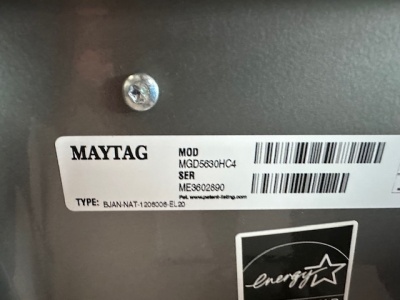 MAYTAG
MOD
MGD5630HC4
SER
ME3602890
Pat. www.patent-listing.com
TYPE: BJAN-NAT-1206006-EL20
energy